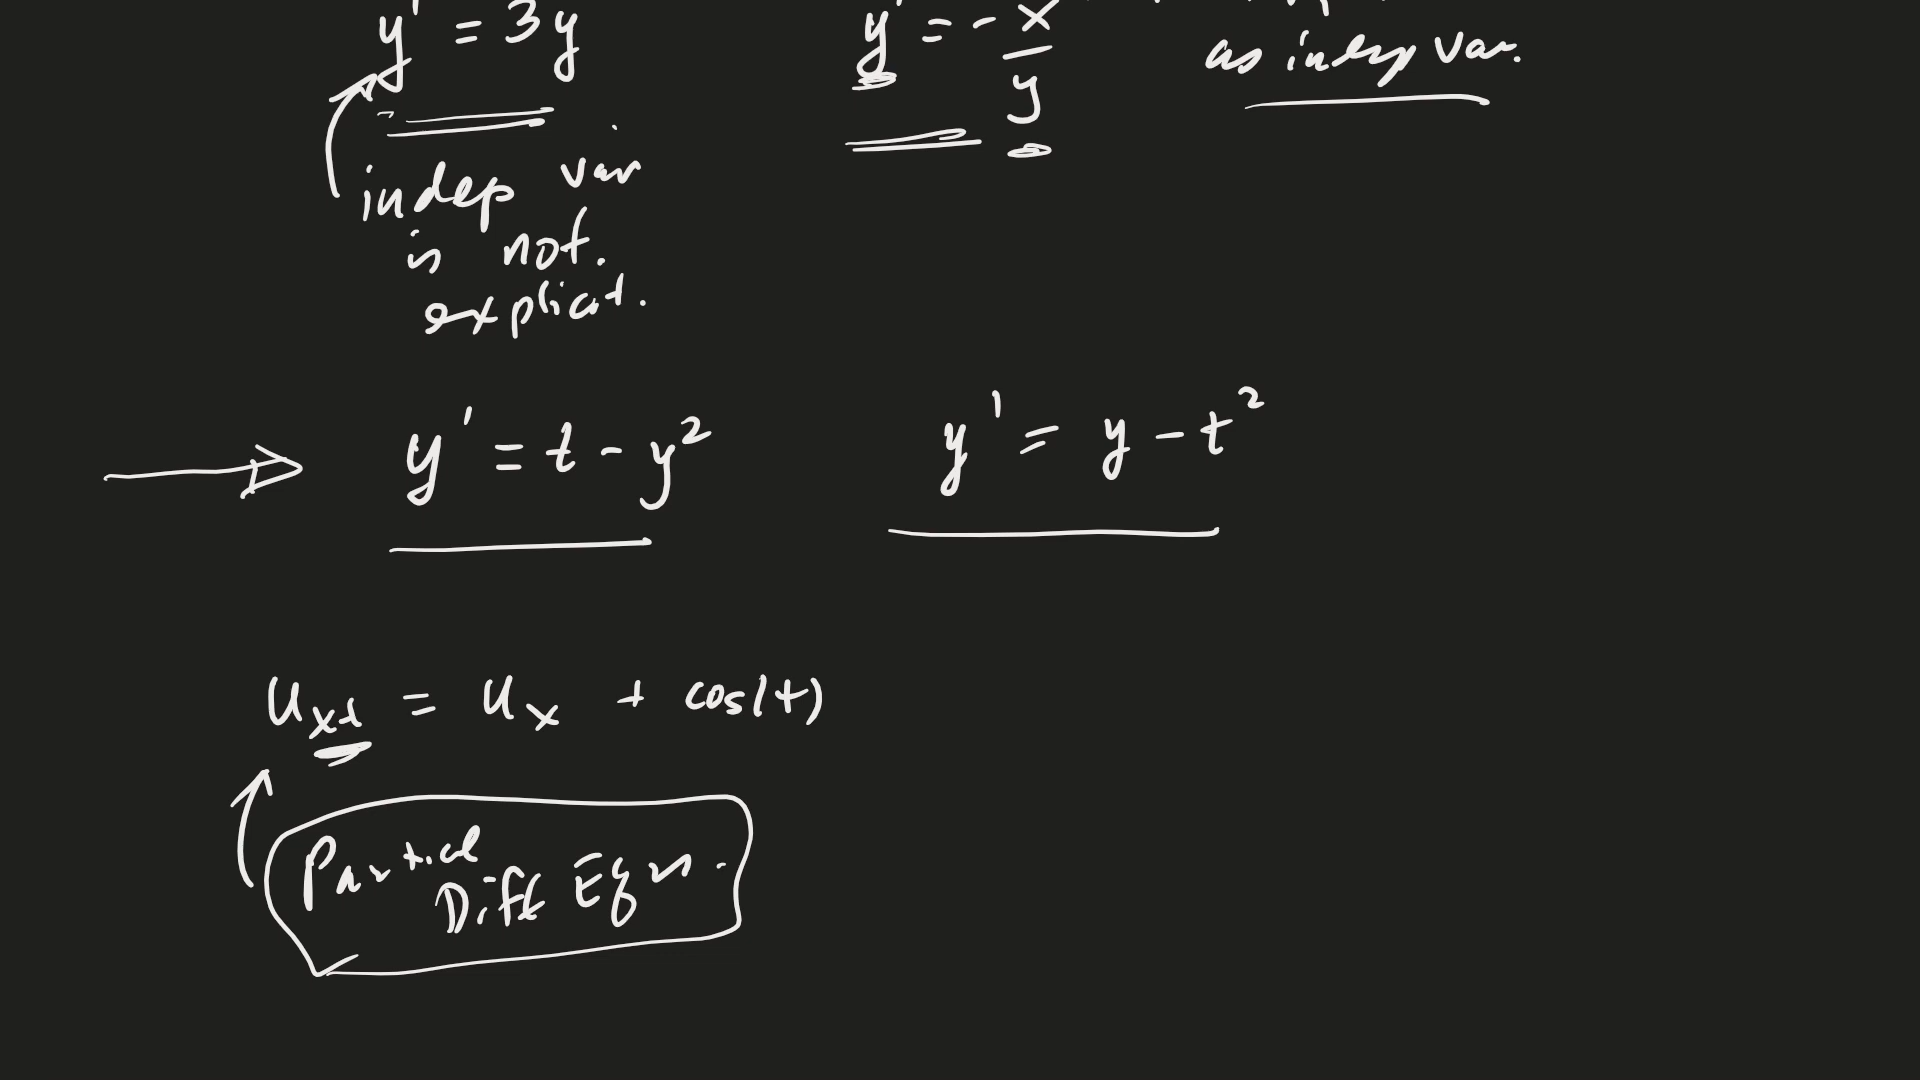 y' = 3y
y' = - x/y
as indep var.
indep var
is not.
explicit.
y' = t - y²
y' = y - t²
u_xt = u_x + cos(t)
Partial
Diff Eqn.